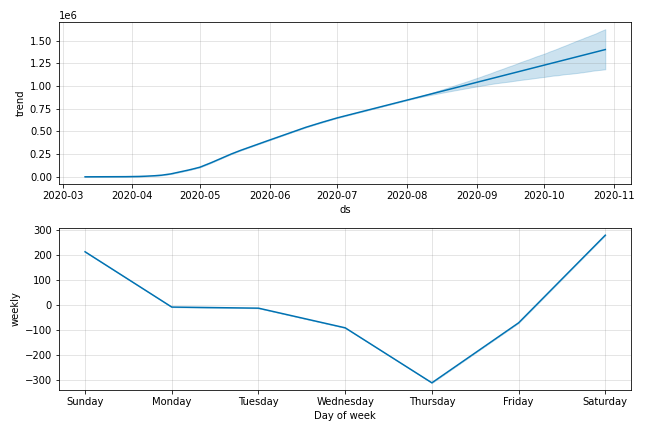 1e6
1.50
1.25
1.00
0.75
0.50
0.25
0.00
trend
2020-03 2020-04 2020-05 2020-06 2020-07 2020-08 2020-09 2020-10 2020-11
ds
300
200
100
0
−100
−200
−300
weekly
Sunday Monday Tuesday Wednesday Thursday Friday Saturday
Day of week